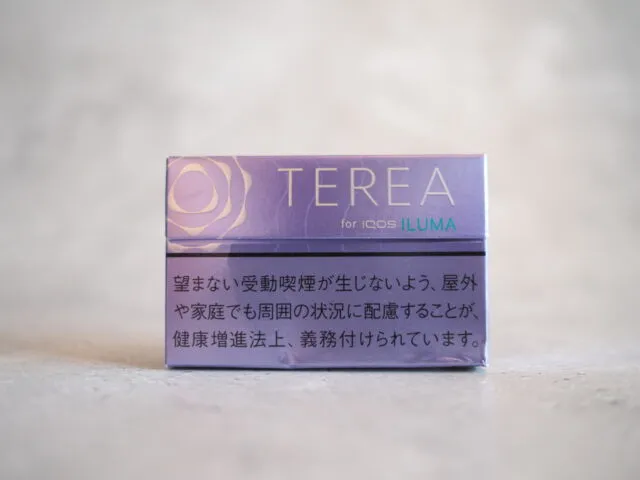 TEREA
for IQOS ILUMA
望まない受動喫煙が生じないよう、屋外
や家庭でも周囲の状況に配慮することが、
健康増進法上、義務付けられています。